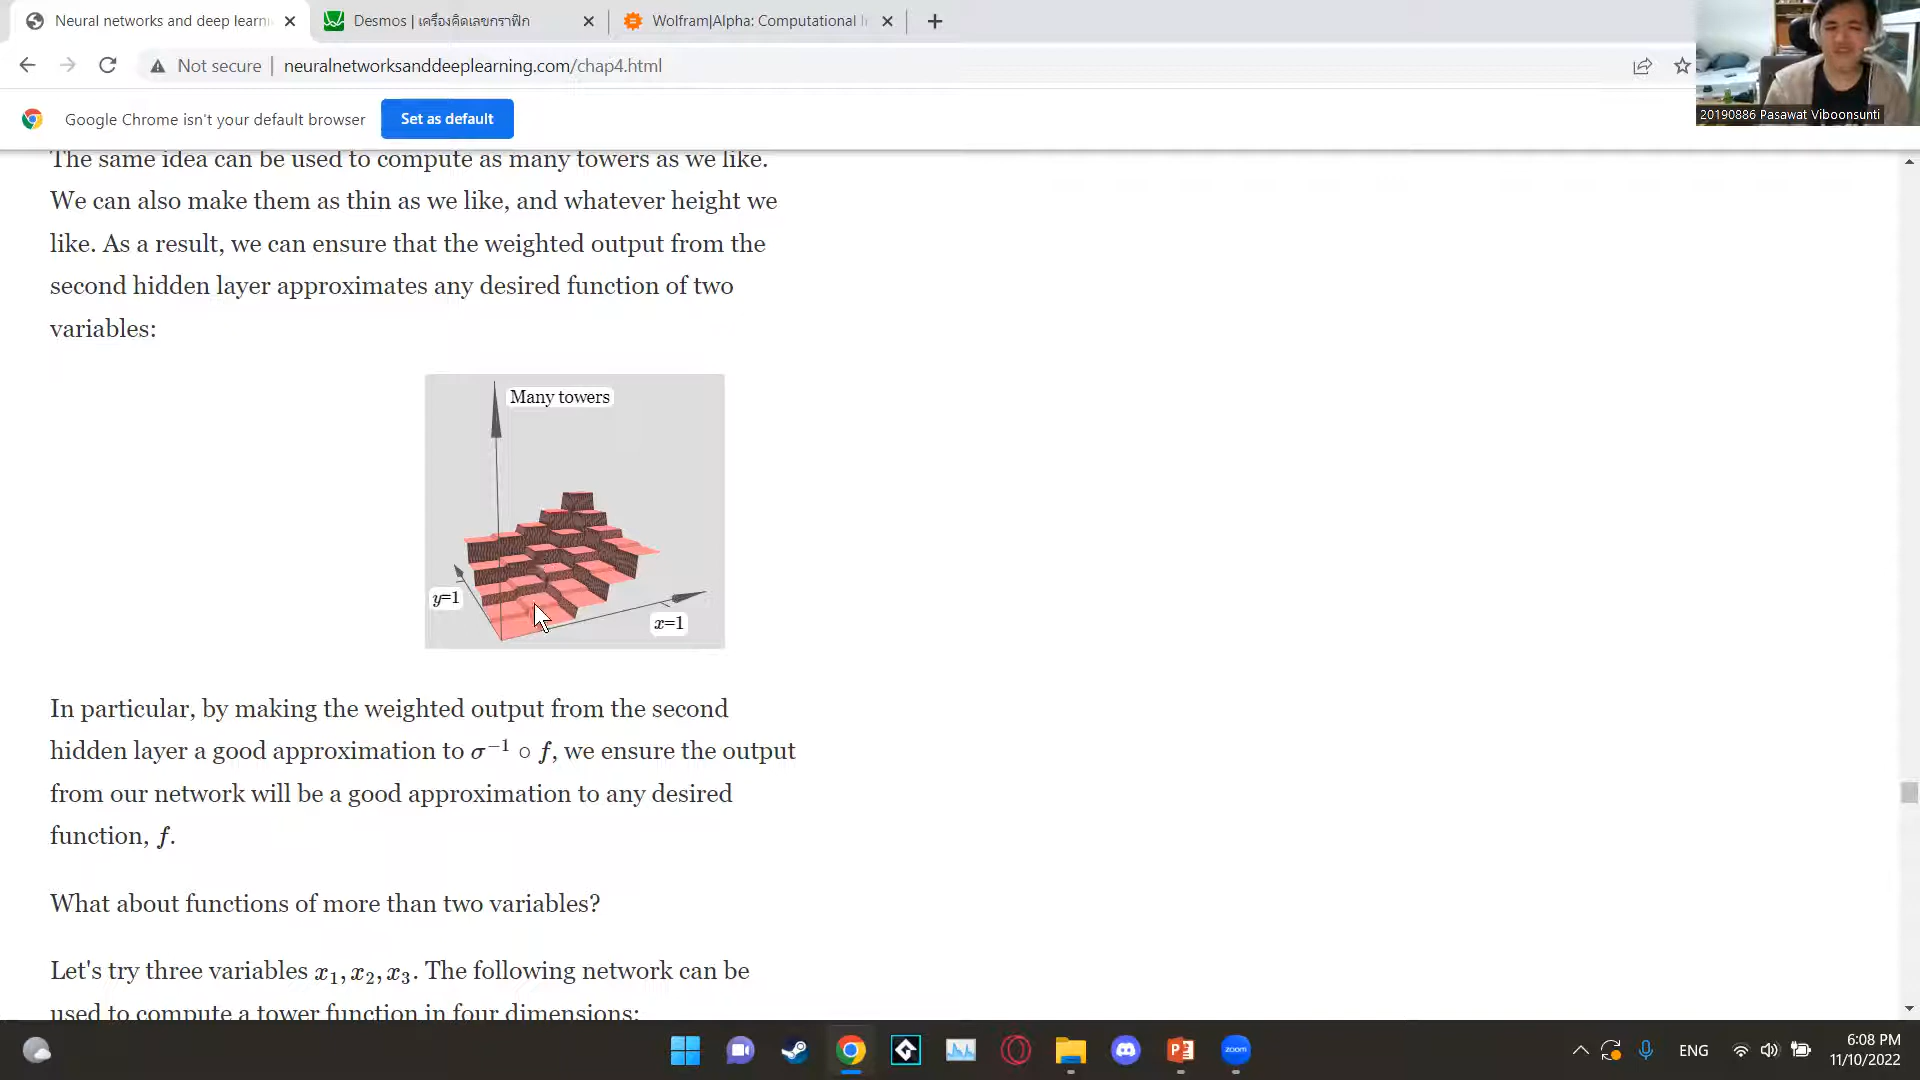 Neural networks and deep learni
Desmos | เครื่องคิดเลขกราฟิก
Wolfram|Alpha: Computational I
Not secure
neuralnetworksanddeeplearning.com/chap4.html
20190886 Pasawat Viboonsunti
Google Chrome isn't your default browser
Set as default
The same idea can be used to compute as many towers as we like.
We can also make them as thin as we like, and whatever height we
like. As a result, we can ensure that the weighted output from the
second hidden layer approximates any desired function of two
variables:
Many towers
y=1
x=1
In particular, by making the weighted output from the second
hidden layer a good approximation to σ⁻¹ ∘ f, we ensure the output
from our network will be a good approximation to any desired
function, f.
What about functions of more than two variables?
Let's try three variables x₁, x₂, x₃. The following network can be
used to compute a tower function in four dimensions:
zoom
ENG
6:08 PM
11/10/2022